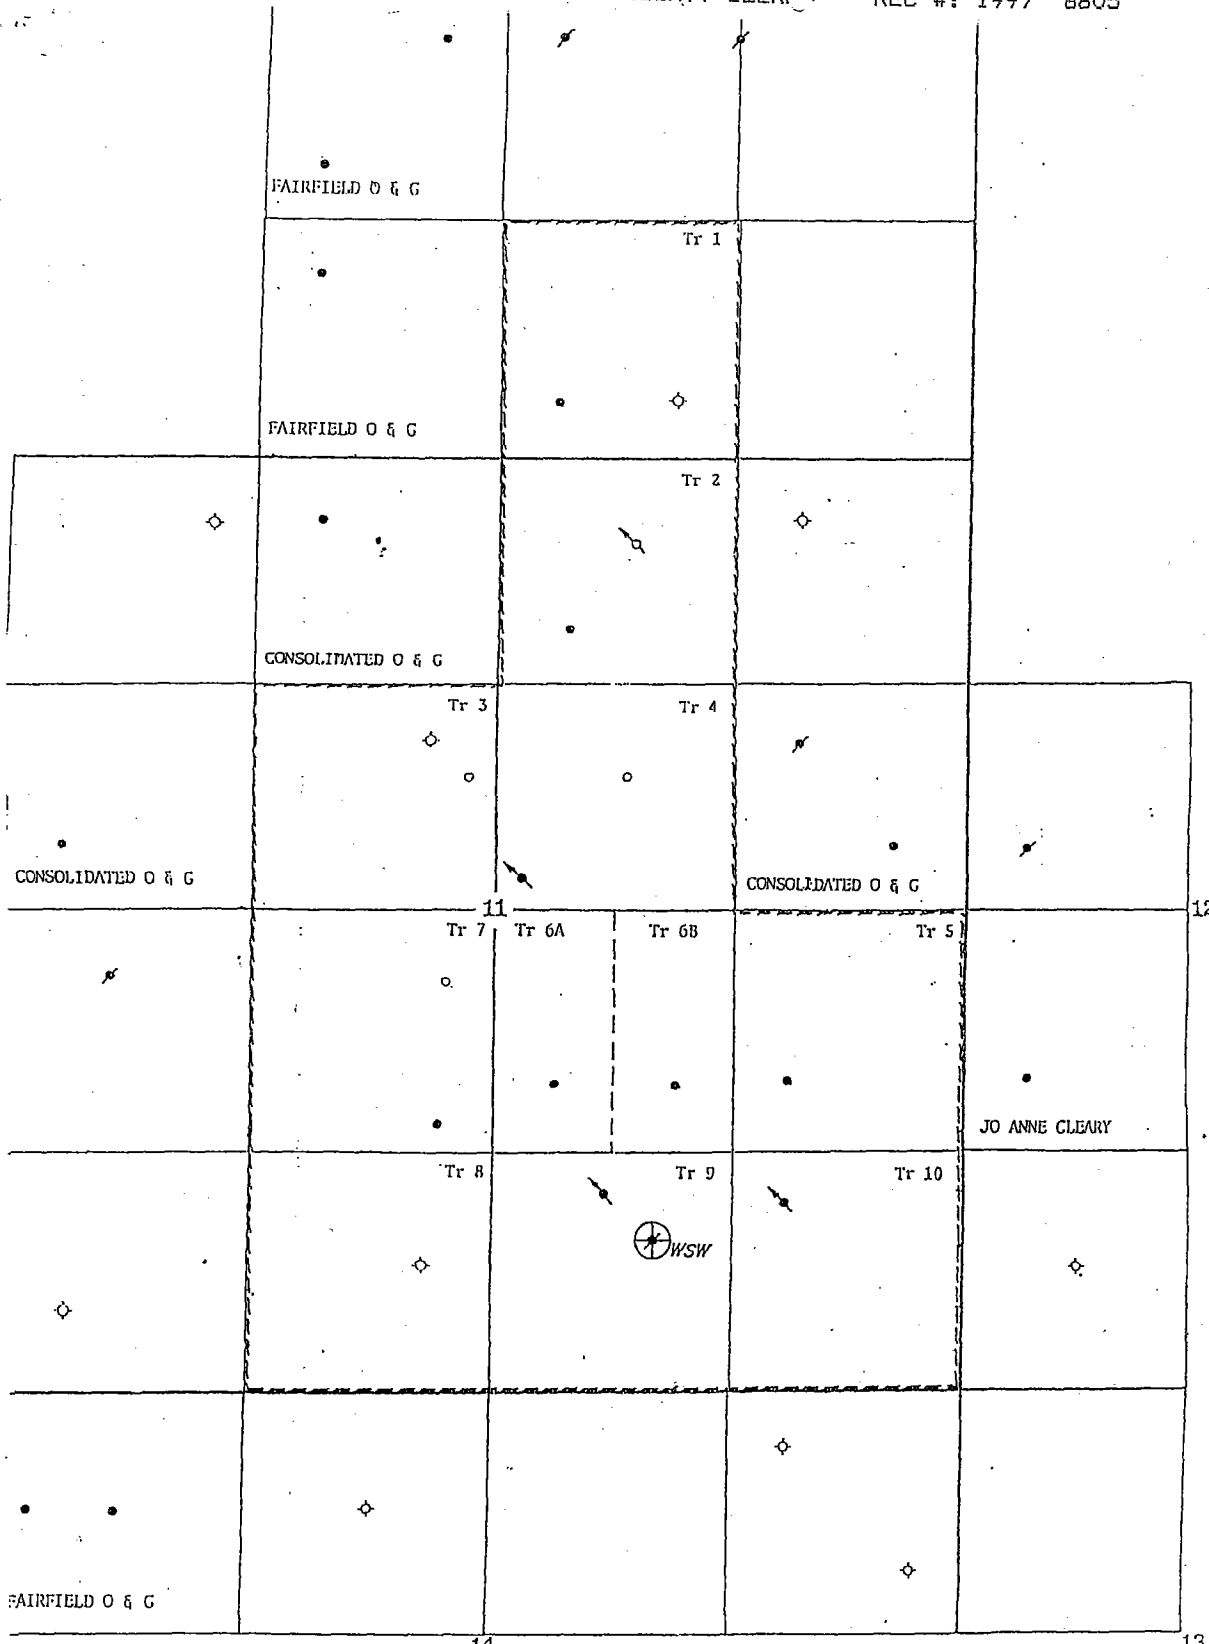 REC #: 1997 8805
FAIRFIELD O & G
Tr 1
FAIRFIELD O & G
Tr 2
CONSOLIDATED O & G
Tr 3
Tr 4
CONSOLIDATED O & G
CONSOLIDATED O & G
11
12
Tr 7
Tr 6A
Tr 6B
Tr 5
JO ANNE CLEARY
Tr 8
Tr 9
Tr 10
WSW
FAIRFIELD O & G
14
13